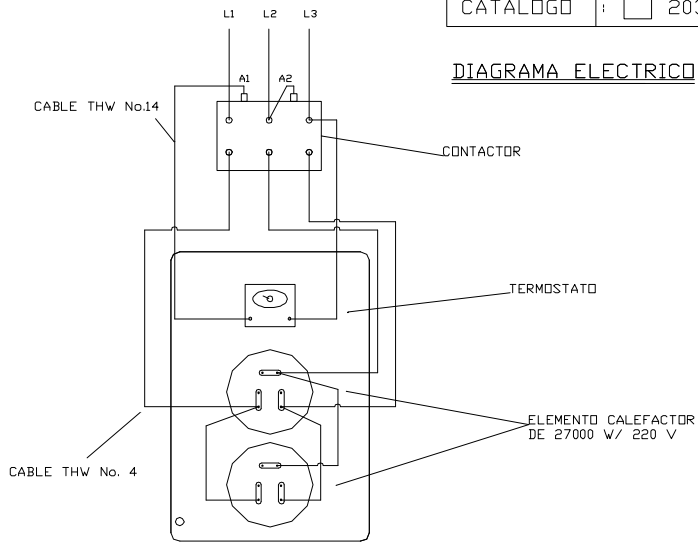 CATALOGO :
L1 L2 L3
DIAGRAMA ELECTRICO
A1 A2
CABLE THW No.14
CONTACTOR
TERMOSTATO
ELEMENTO CALEFACTOR
DE 27000 W/ 220 V
CABLE THW No. 4